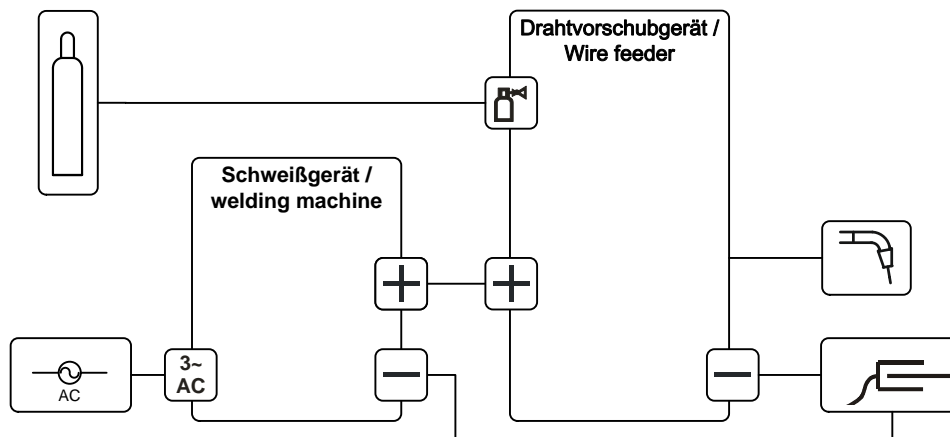 Drahtvorschubgerät /
Wire feeder
Schweißgerät /
welding machine
3~
AC
AC